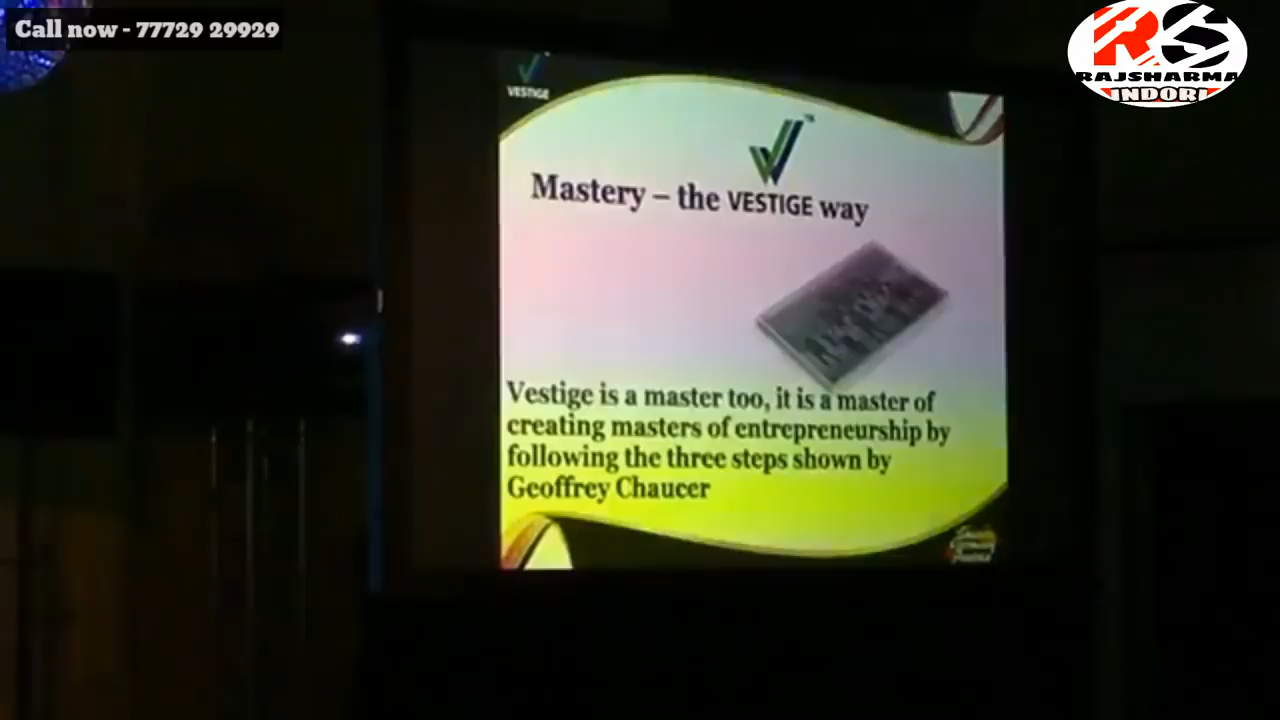 Call now - 77729 29929
RS
RAJSHARMA
INDORI
VESTIGE
Mastery – the VESTIGE way
Vestige is a master too, it is a master of
creating masters of entrepreneurship by
following the three steps shown by
Geoffrey Chaucer